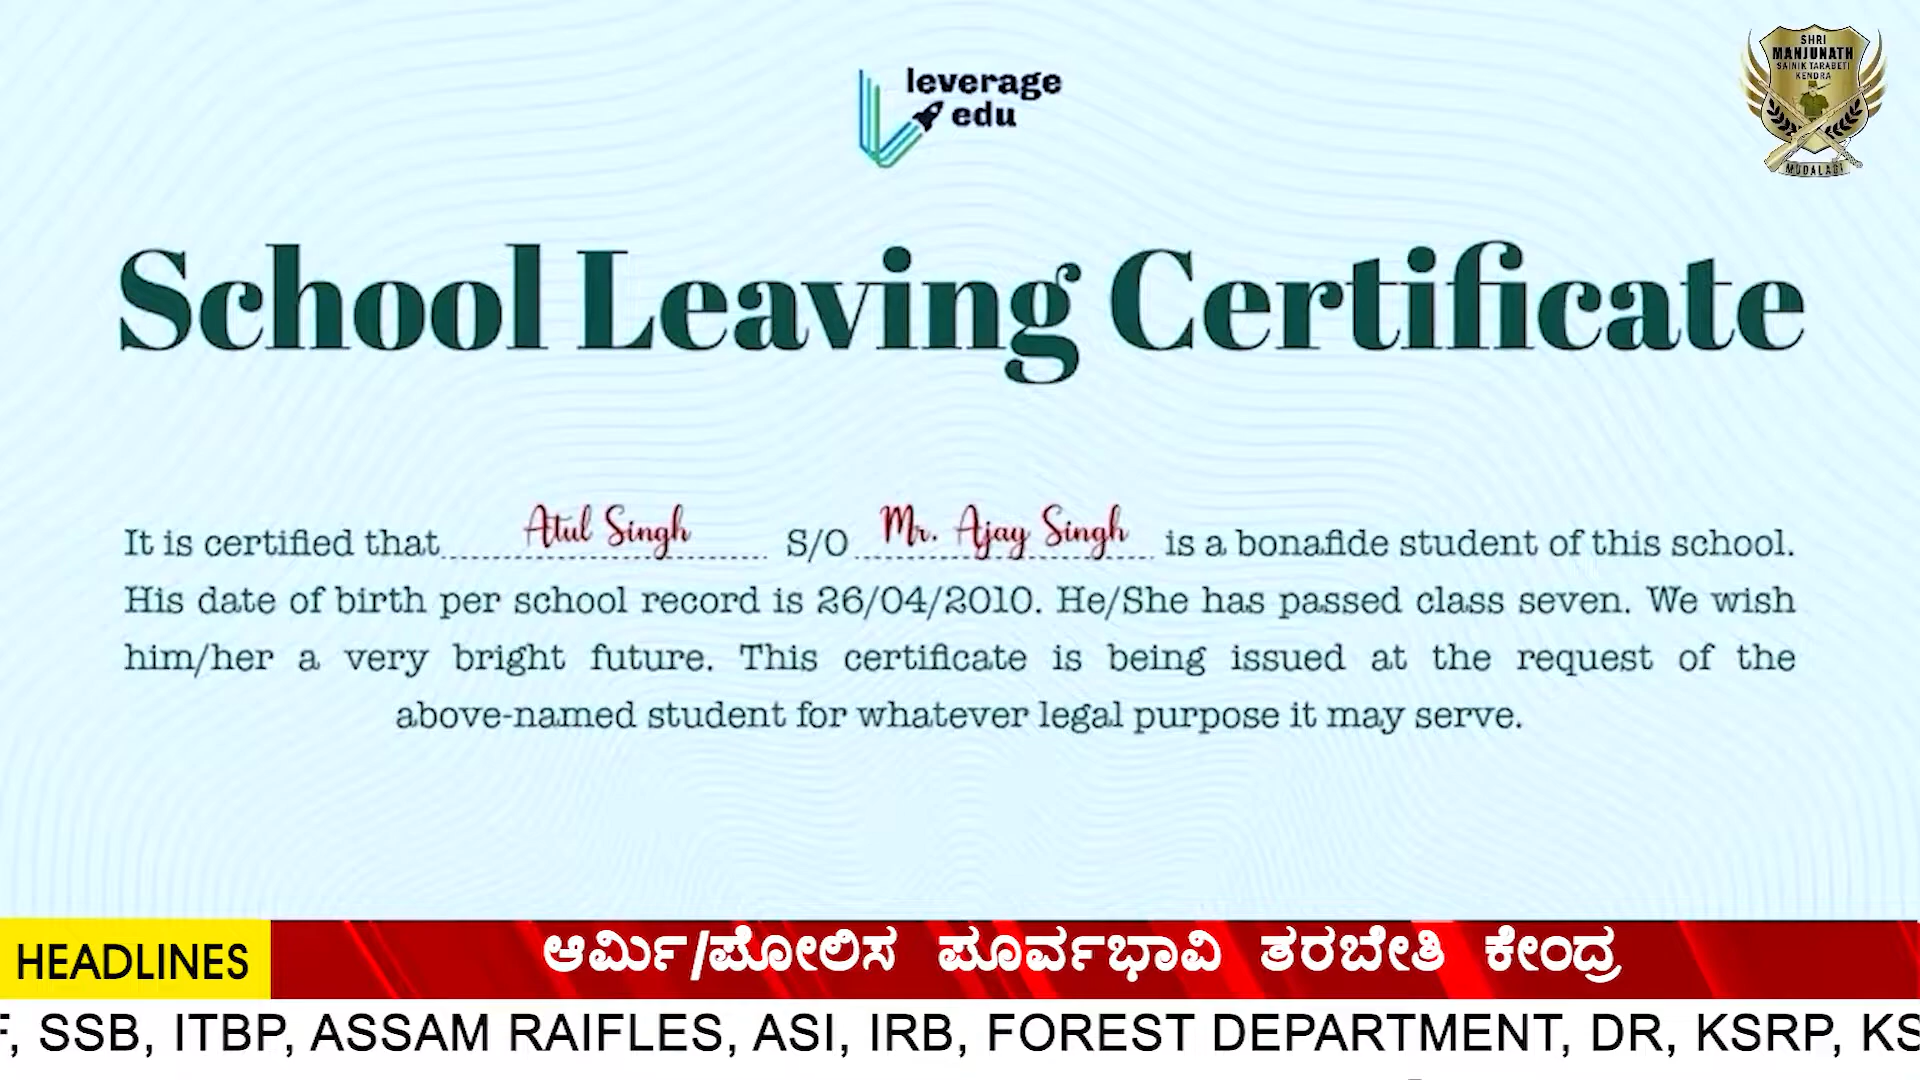 leverage
edu
SHRI
MANJUNATH
SAINIK TARABETI
KENDRA
MUDALAGI
School Leaving Certificate
It is certified that Atul Singh S/O Mr. Ajay Singh is a bonafide student of this school.
His date of birth per school record is 26/04/2010. He/She has passed class seven. We wish
him/her a very bright future. This certificate is being issued at the request of the
above-named student for whatever legal purpose it may serve.
HEADLINES
ಆರ್ಮಿ/ಪೋಲಿಸ ಪೂರ್ವಭಾವಿ ತರಬೇತಿ ಕೇಂದ್ರ
F, SSB, ITBP, ASSAM RAIFLES, ASI, IRB, FOREST DEPARTMENT, DR, KSRP, KS